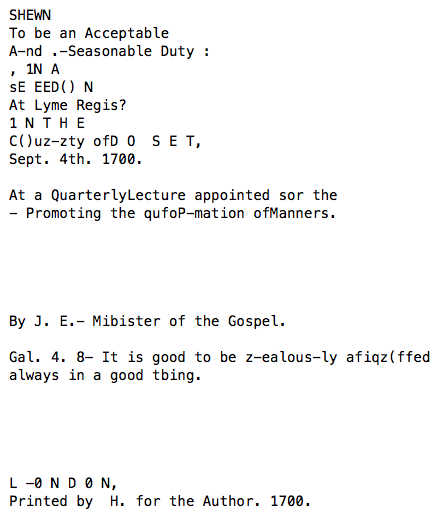 SHEWN
To be an Acceptable
A-nd .-Seasonable Duty :
, 1N A
sE EED() N
At Lyme Regis?
1 N T H E
C()uz-zty ofD O  S E T,
Sept. 4th. 1700.
At a QuarterlyLecture appointed sor the
- Promoting the qufoP-mation ofManners.
By J. E.- Mibister of the Gospel.
Gal. 4. 8- It is good to be z-ealous-ly afiqz(ffed
always in a good tbing.
L -0 N D 0 N,
Printed by  H. for the Author. 1700.